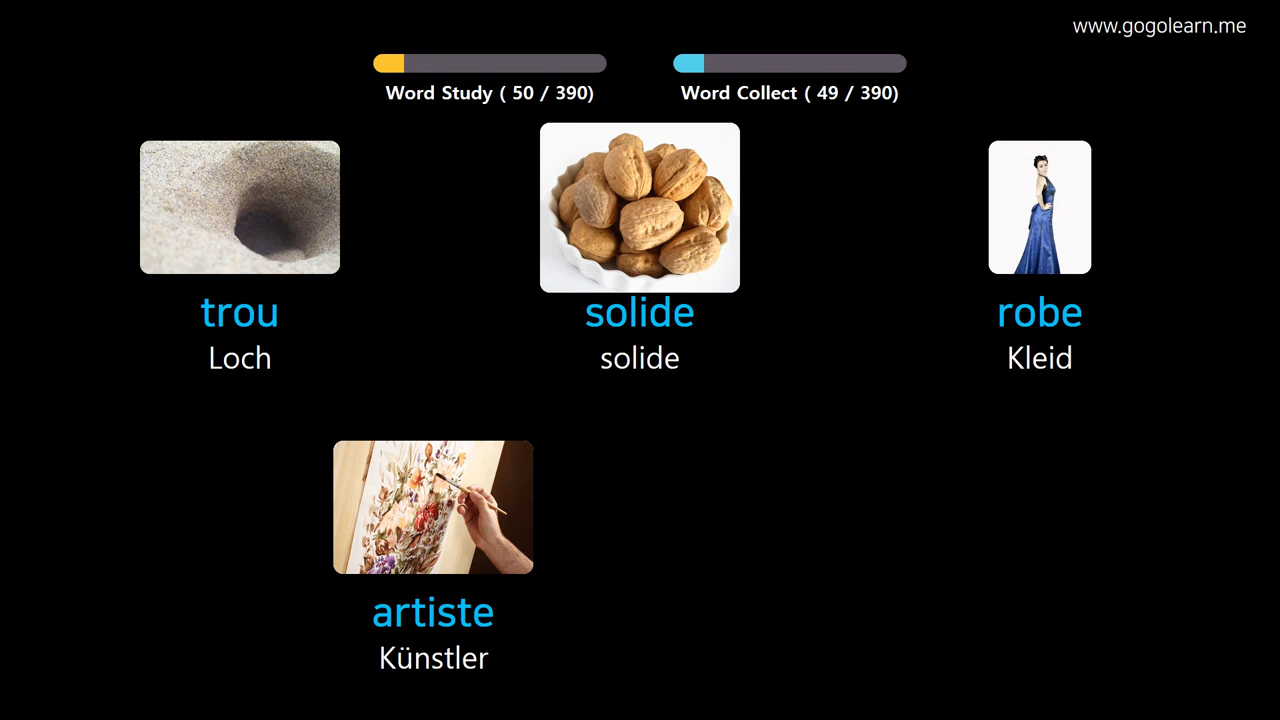 www.gogolearn.me
Word Study ( 50 / 390)
Word Collect ( 49 / 390)
trou
Loch
solide
solide
robe
Kleid
artiste
Künstler